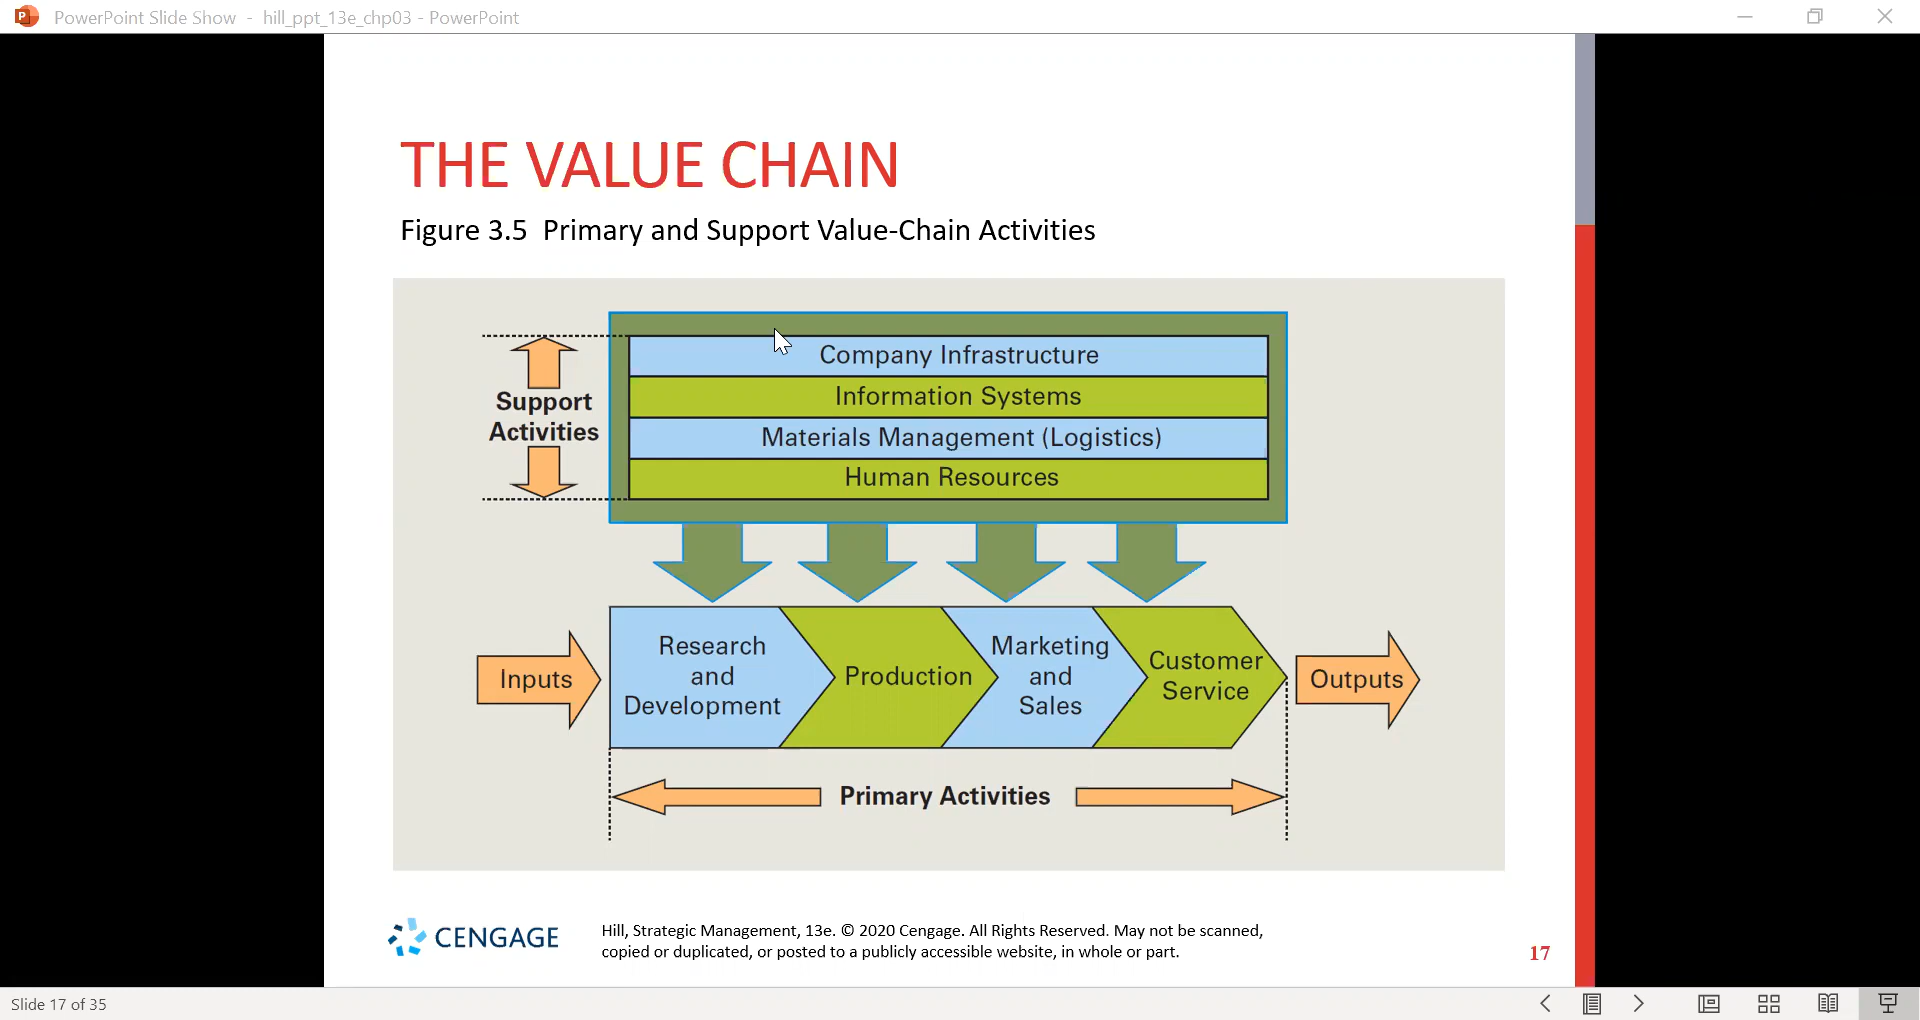 PowerPoint Slide Show - hill_ppt_13e_chp03 - PowerPoint
THE VALUE CHAIN
Figure 3.5 Primary and Support Value-Chain Activities
Support
Activities
Company Infrastructure
Information Systems
Materials Management (Logistics)
Human Resources
Inputs
Research
and
Development
Production
Marketing
and
Sales
Customer
Service
Outputs
Primary Activities
CENGAGE
Hill, Strategic Management, 13e. © 2020 Cengage. All Rights Reserved. May not be scanned,
copied or duplicated, or posted to a publicly accessible website, in whole or part.
17
Slide 17 of 35